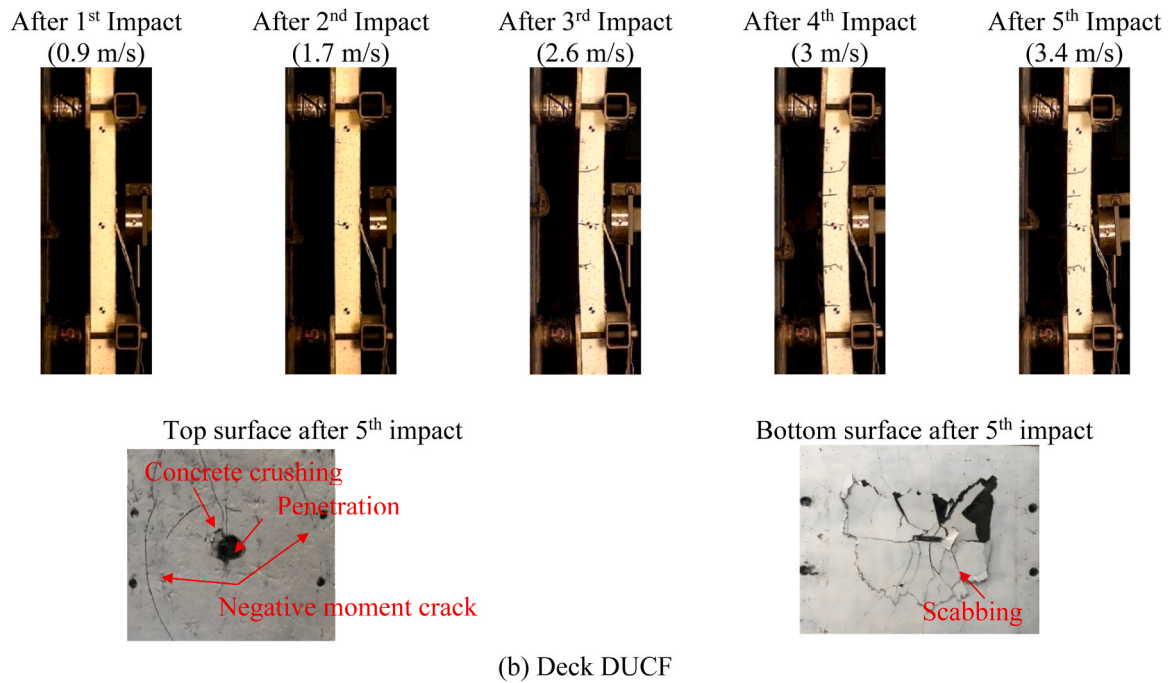 After 1st Impact
(0.9 m/s)
After 2nd Impact
(1.7 m/s)
After 3rd Impact
(2.6 m/s)
After 4th Impact
(3 m/s)
After 5th Impact
(3.4 m/s)
Top surface after 5th impact
Concrete crushing
Penetration
Negative moment crack
Bottom surface after 5th impact
Scabbing
(b) Deck DUCF